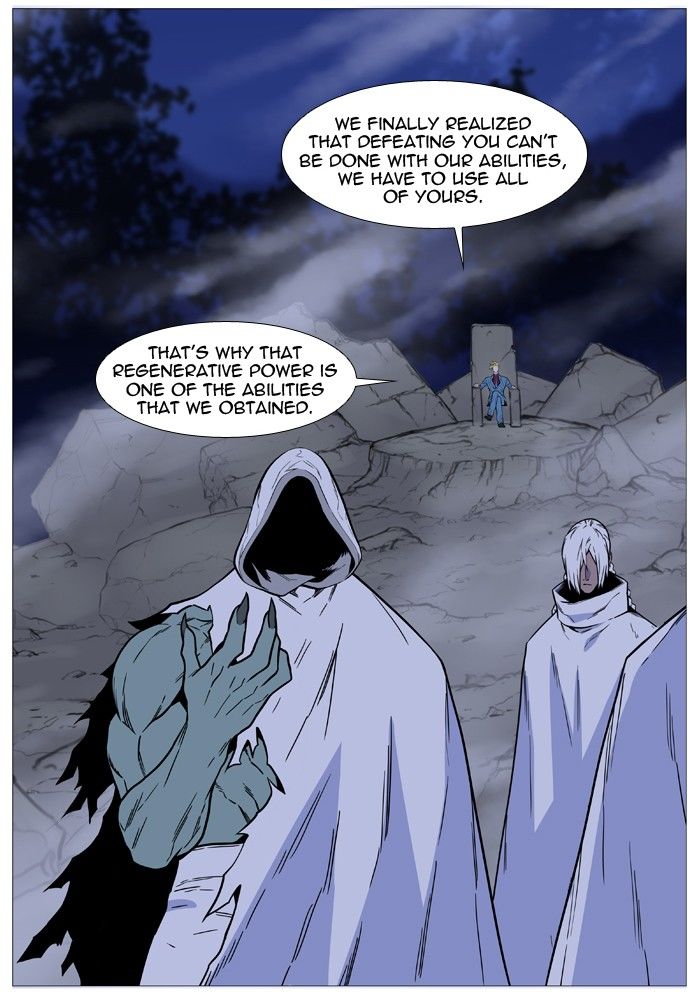 WE FINALLY REALIZED
THAT DEFEATING YOU CAN'T
BE DONE WITH OUR ABILITIES,
WE HAVE TO USE ALL
OF YOURS.
THAT'S WHY THAT
REGENERATIVE POWER IS
ONE OF THE ABILITIES
THAT WE OBTAINED.